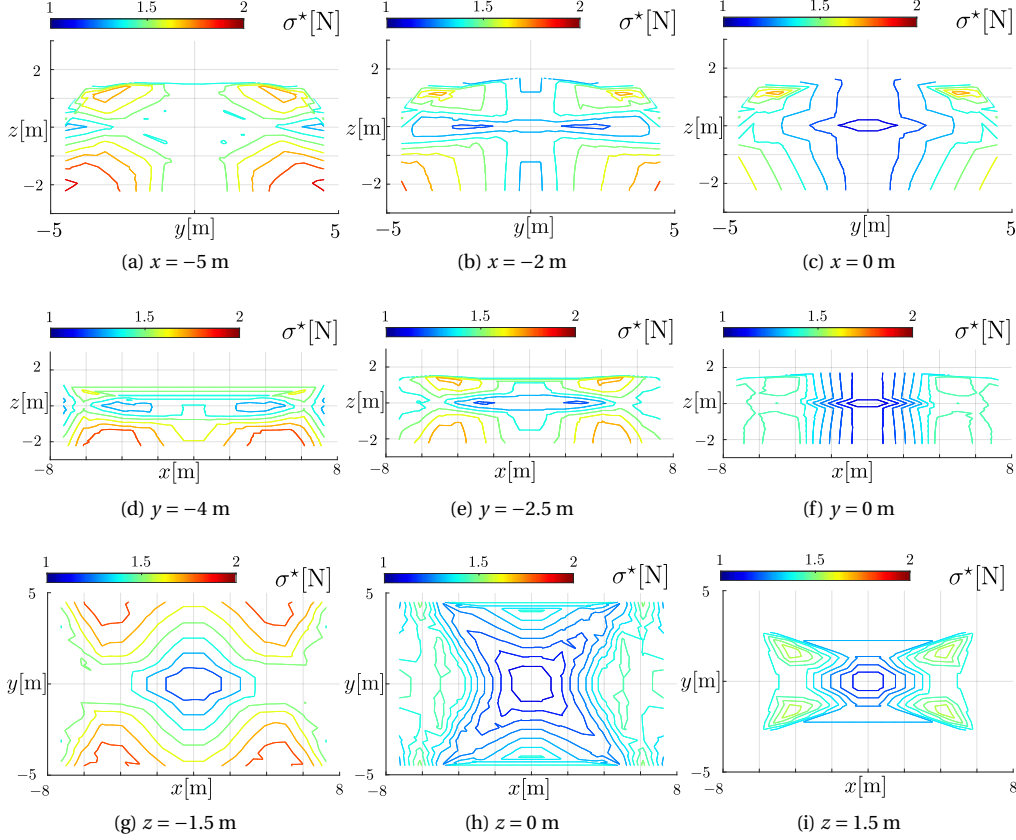 1 1.5 2 σ⋆[N]
2
z[m]
−2
−5 y[m] 5
(a) x = −5 m
1 1.5 2 σ⋆[N]
2
z[m]
−2
−5 y[m] 5
(b) x = −2 m
1 1.5 2 σ⋆[N]
2
z[m]
−2
−5 y[m] 5
(c) x = 0 m
1 1.5 2 σ⋆[N]
2
z[m]
−2
−8 x[m] 8
(d) y = −4 m
1 1.5 2 σ⋆[N]
2
z[m]
−2
−8 x[m] 8
(e) y = −2.5 m
1 1.5 2 σ⋆[N]
2
z[m]
−2
−8 x[m] 8
(f) y = 0 m
1 1.5 2 σ⋆[N]
5
y[m]
−5
−8 x[m] 8
(g) z = −1.5 m
1 1.5 2 σ⋆[N]
5
y[m]
−5
−8 x[m] 8
(h) z = 0 m
1 1.5 2 σ⋆[N]
5
y[m]
−5
−8 x[m] 8
(i) z = 1.5 m